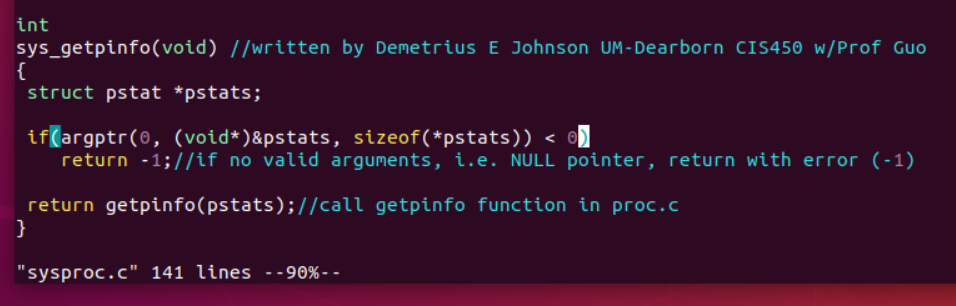 int
sys_getpinfo(void) //written by Demetrius E Johnson UM-Dearborn CIS450 w/Prof Guo
{
 struct pstat *pstats;
 if(argptr(0, (void*)&pstats, sizeof(*pstats)) < 0)
    return -1;//if no valid arguments, i.e. NULL pointer, return with error (-1)
 return getpinfo(pstats);//call getpinfo function in proc.c
}
"sysproc.c" 141 lines --90%--